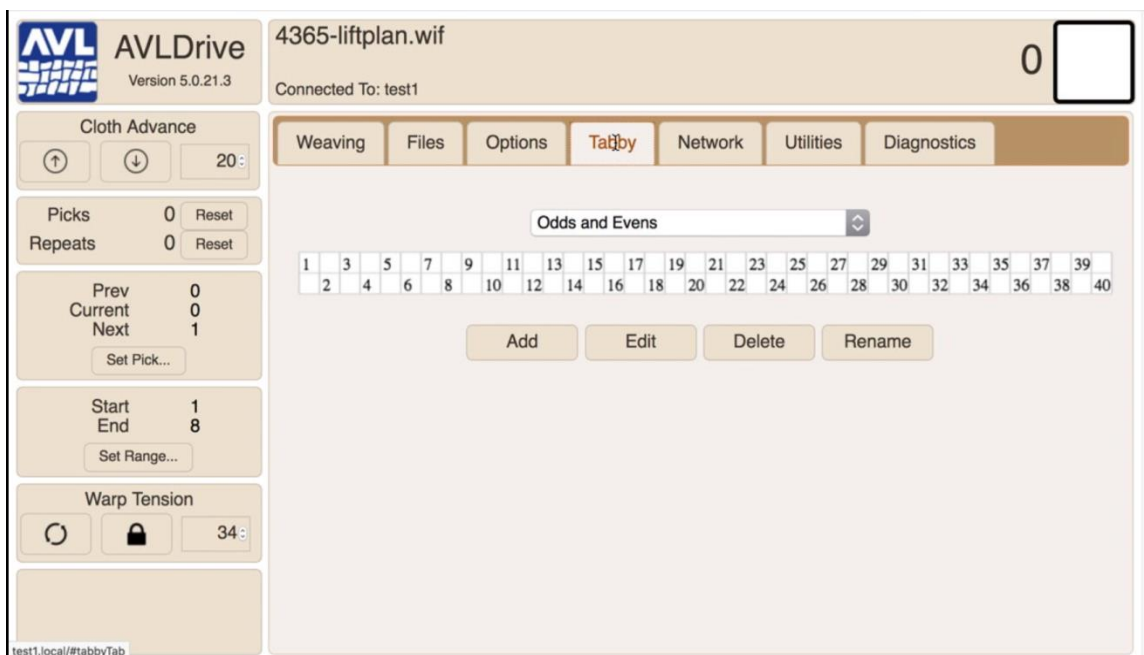 AVL
AVLDrive
Version 5.0.21.3
4365-liftplan.wif
Connected To: test1
0
Cloth Advance
20
Picks 0 Reset
Repeats 0 Reset
Prev 0
Current 0
Next 1
Set Pick...
Start 1
End 8
Set Range...
Warp Tension
34
Weaving Files Options Tabby Network Utilities Diagnostics
Odds and Evens
1 3 5 7 9 11 13 15 17 19 21 23 25 27 29 31 33 35 37 39
2 4 6 8 10 12 14 16 18 20 22 24 26 28 30 32 34 36 38 40
Add Edit Delete Rename
test1.local/#tabbyTab